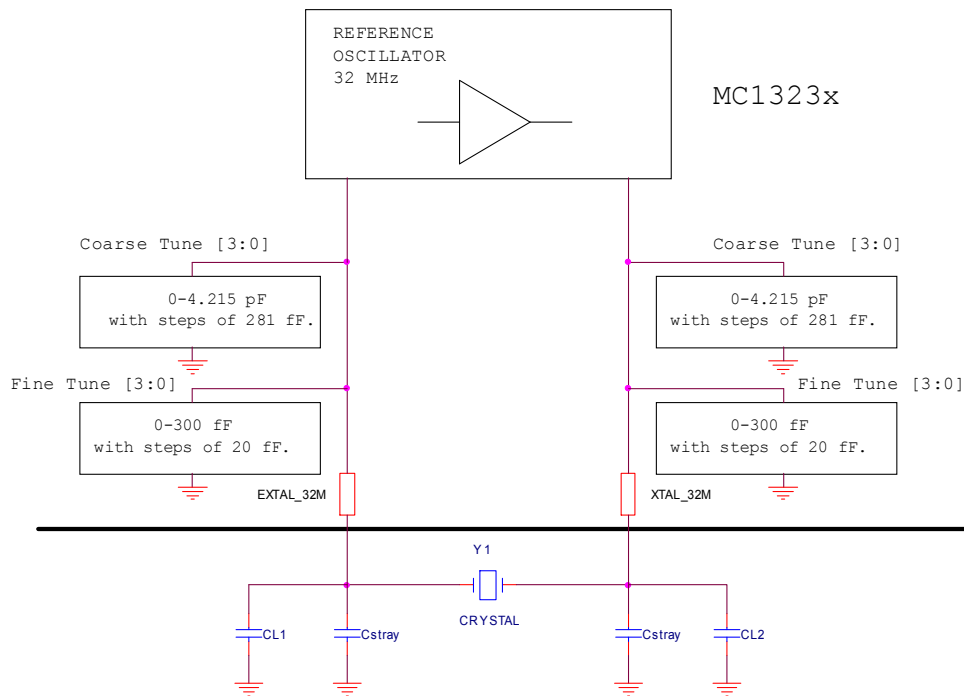 REFERENCE
OSCILLATOR
32 MHz
MC1323x
Coarse Tune [3:0]
Coarse Tune [3:0]
0-4.215 pF
with steps of 281 fF.
0-4.215 pF
with steps of 281 fF.
Fine Tune [3:0]
Fine Tune [3:0]
0-300 fF
with steps of 20 fF.
0-300 fF
with steps of 20 fF.
EXTAL_32M
XTAL_32M
Y1
CRYSTAL
CL1
Cstray
Cstray
CL2